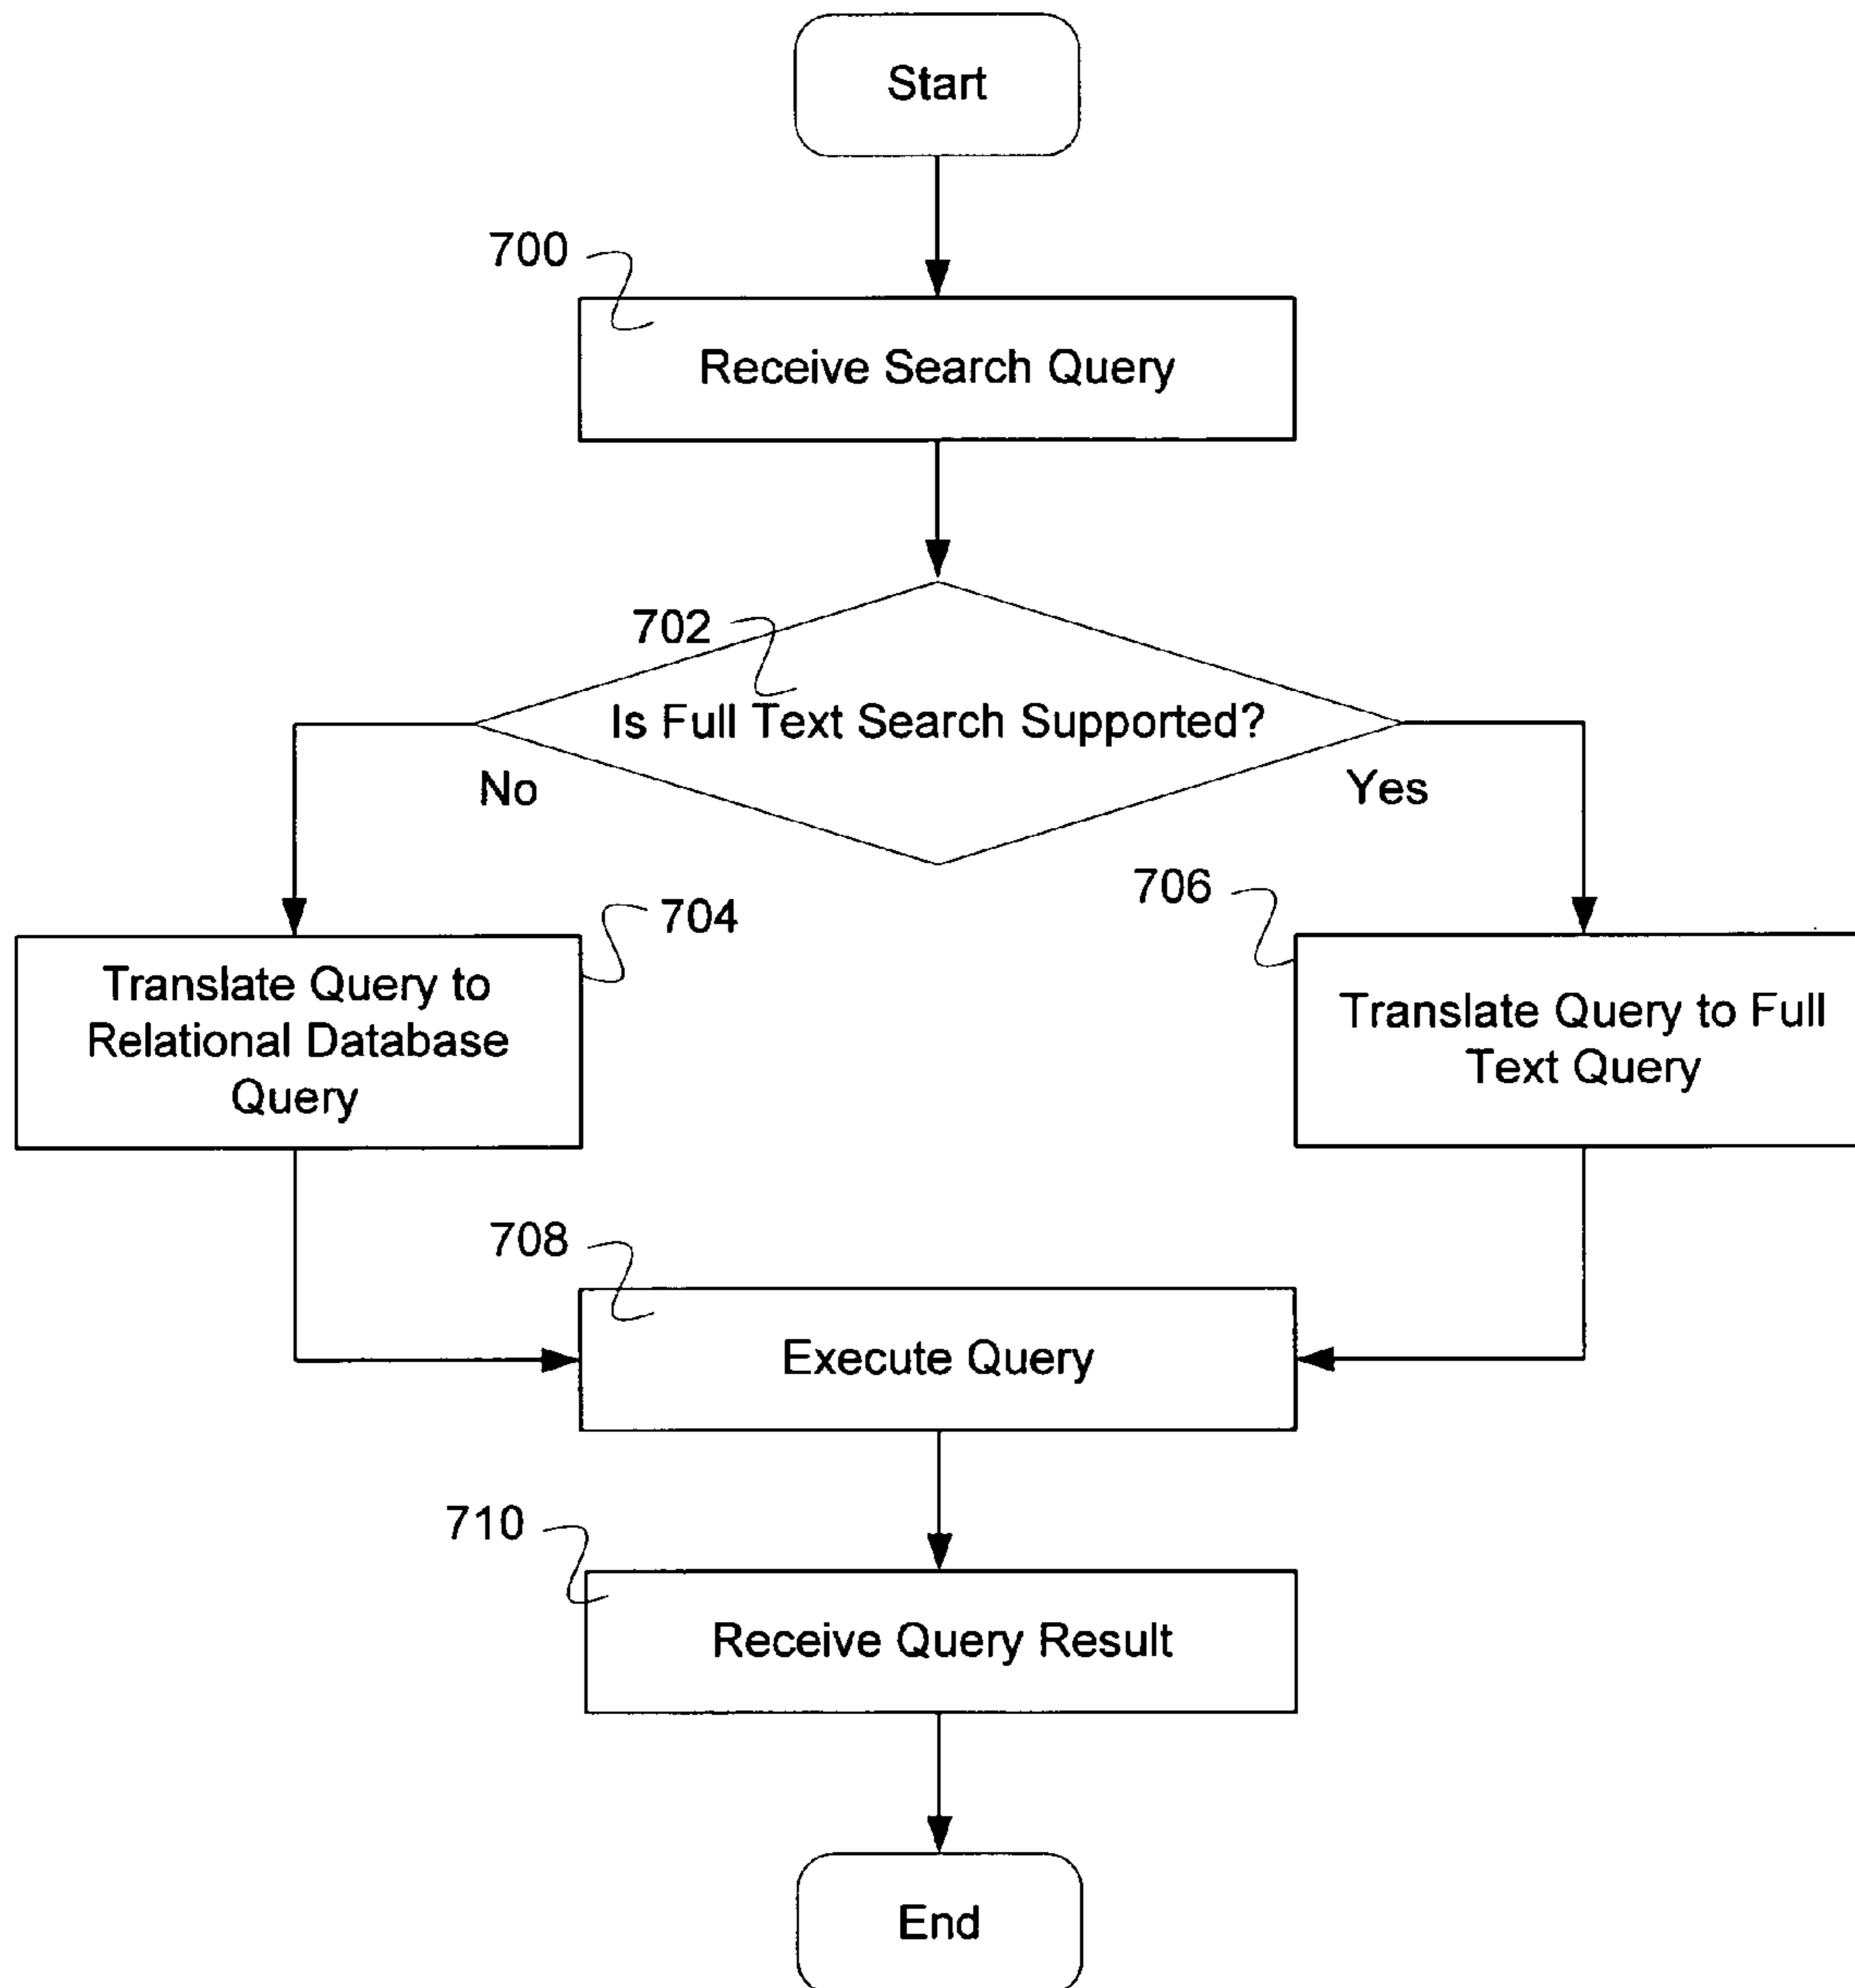 Start
700
Receive Search Query
702
Is Full Text Search Supported?
No
Yes
704
706
Translate Query to
Relational Database
Query
Translate Query to Full
Text Query
708
Execute Query
710
Receive Query Result
End